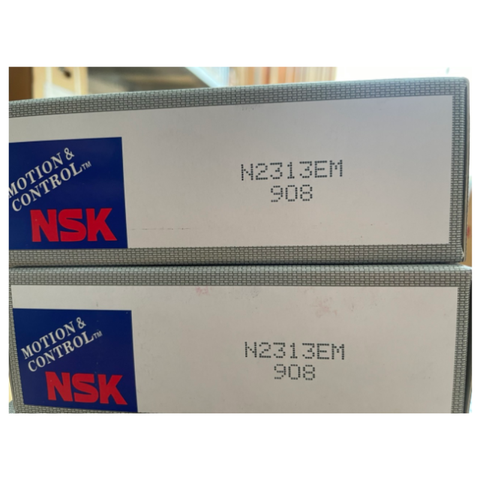 MOTION &
CONTROL™
NSK
N2313EM
908
MOTION &
CONTROL™
NSK
N2313EM
908